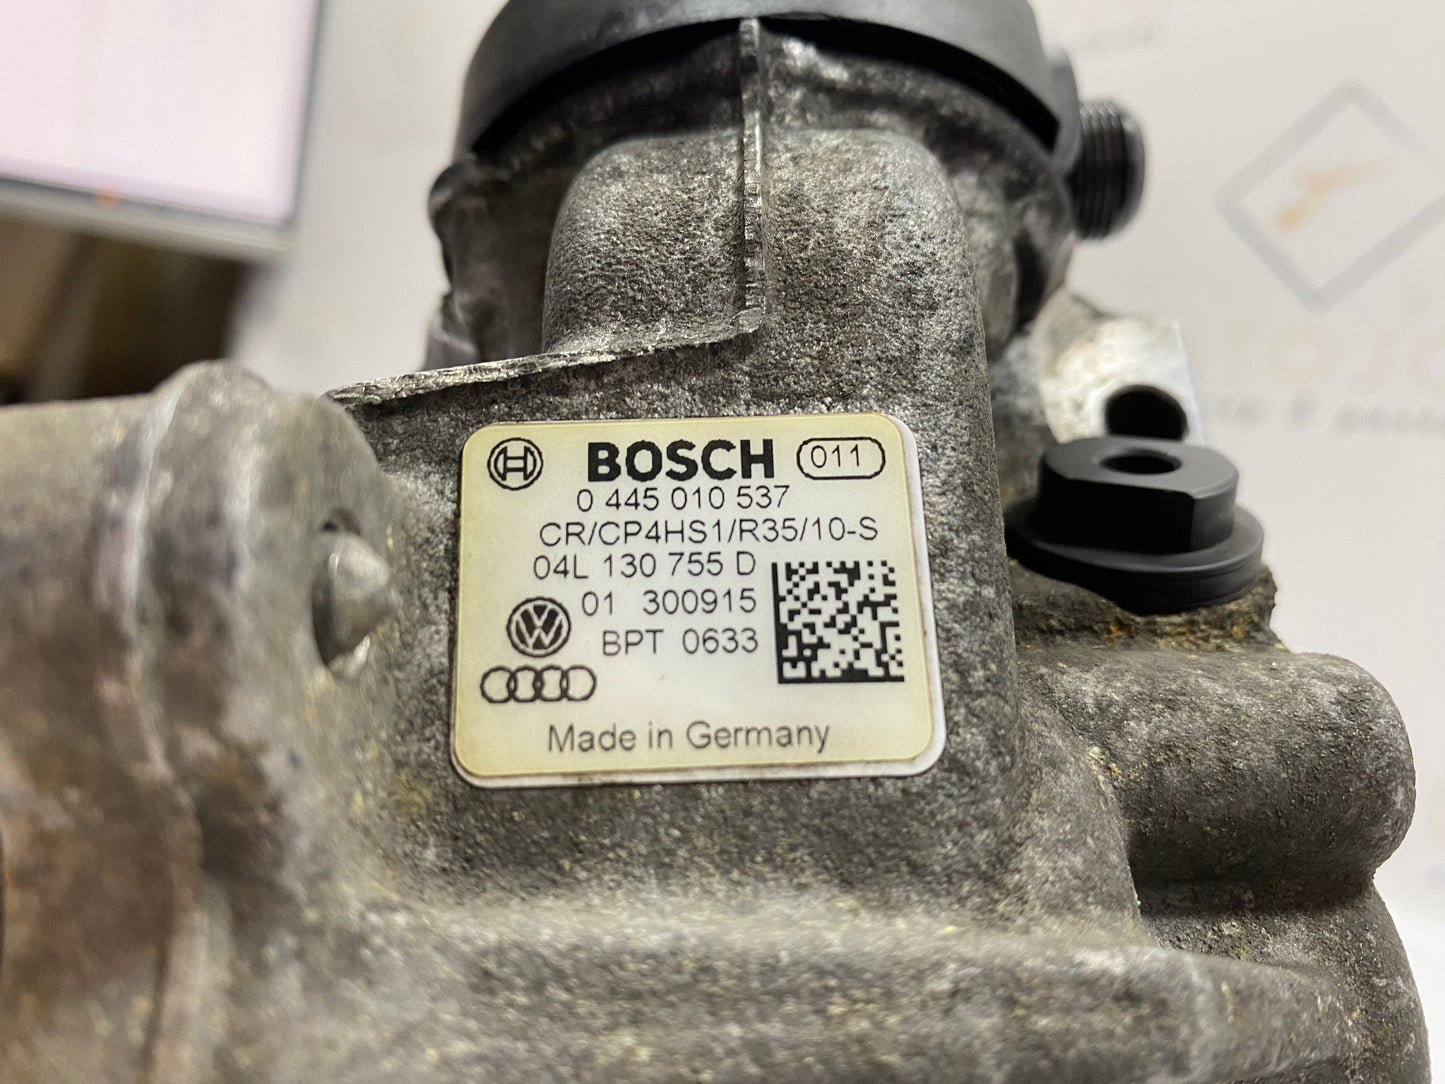 BOSCH 011
0 445 010 537
CR/CP4HS1/R35/10-S
04L 130 755 D
01 300915
BPT 0633
Made in Germany